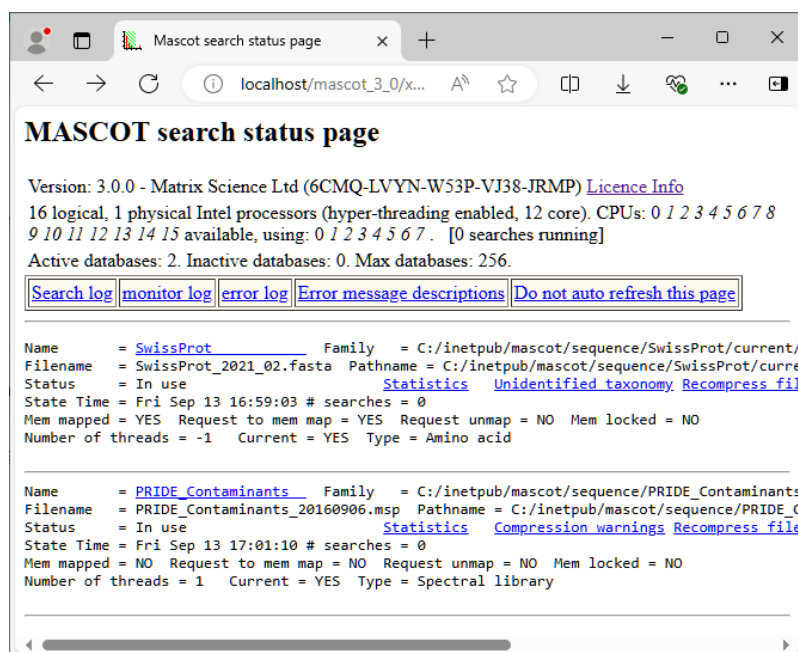 Mascot search status page
localhost/mascot_3_0/x...
MASCOT search status page
Version: 3.0.0 - Matrix Science Ltd (6CMQ-LVYN-W53P-VJ38-JRMP) Licence Info
16 logical, 1 physical Intel processors (hyper-threading enabled, 12 core). CPUs: 0 1 2 3 4 5 6 7 8
9 10 11 12 13 14 15 available, using: 0 1 2 3 4 5 6 7 . [0 searches running]
Active databases: 2. Inactive databases: 0. Max databases: 256.
Search log monitor log error log Error message descriptions Do not auto refresh this page
Name = SwissProt Family = C:/inetpub/mascot/sequence/SwissProt/current/
Filename = SwissProt_2021_02.fasta Pathname = C:/inetpub/mascot/sequence/SwissProt/curre
Status = In use Statistics Unidentified taxonomy Recompress fil
State Time = Fri Sep 13 16:59:03 # searches = 0
Mem mapped = YES Request to mem map = YES Request unmap = NO Mem locked = NO
Number of threads = -1 Current = YES Type = Amino acid
Name = PRIDE_Contaminants Family = C:/inetpub/mascot/sequence/PRIDE_Contaminants
Filename = PRIDE_Contaminants_20160906.msp Pathname = C:/inetpub/mascot/sequence/PRIDE_C
Status = In use Statistics Compression warnings Recompress file
State Time = Fri Sep 13 17:01:10 # searches = 0
Mem mapped = NO Request to mem map = NO Request unmap = NO Mem locked = NO
Number of threads = 1 Current = YES Type = Spectral library